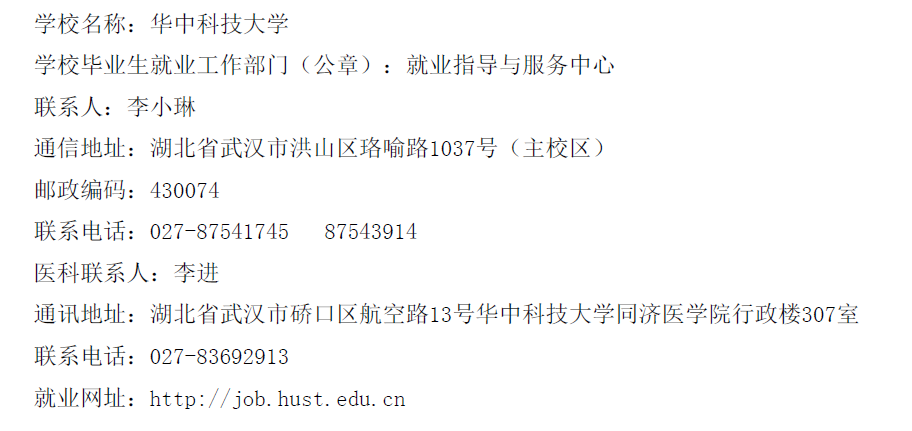 学校名称：华中科技大学
学校毕业生就业工作部门（公章）：就业指导与服务中心
联系人：李小琳
通信地址：湖北省武汉市洪山区珞喻路1037号（主校区）
邮政编码：430074
联系电话：027-87541745   87543914
医科联系人：李进
通讯地址：湖北省武汉市硚口区航空路13号华中科技大学同济医学院行政楼307室
联系电话：027-83692913
就业网址：http://job.hust.edu.cn